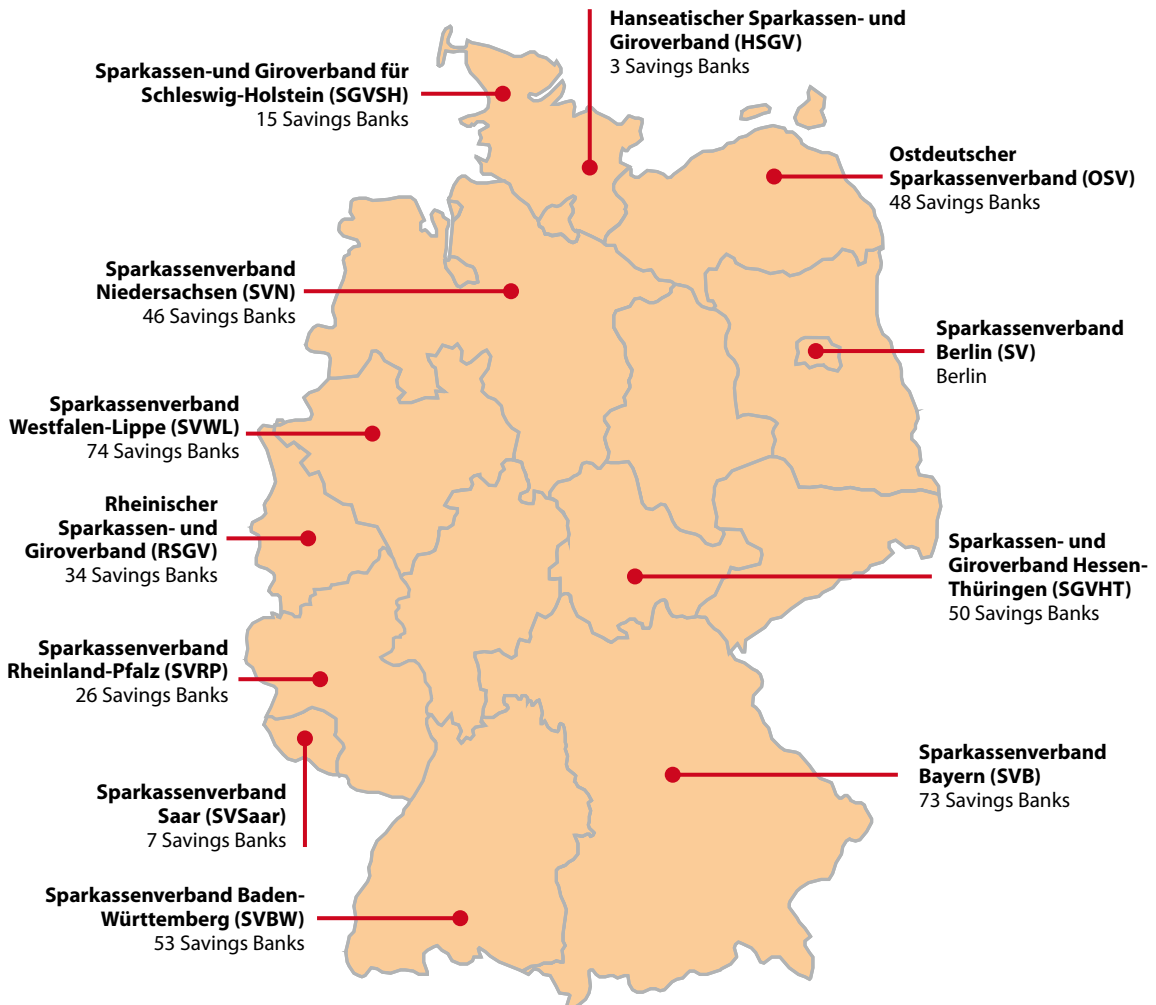 Hanseatischer Sparkassen- und
Giroverband (HSGV)
3 Savings Banks
Sparkassen-und Giroverband für
Schleswig-Holstein (SGVSH)
15 Savings Banks
Ostdeutscher
Sparkassenverband (OSV)
48 Savings Banks
Sparkassenverband
Niedersachsen (SVN)
46 Savings Banks
Sparkassenverband
Berlin (SV)
Berlin
Sparkassenverband
Westfalen-Lippe (SVWL)
74 Savings Banks
Rheinischer
Sparkassen- und
Giroverband (RSGV)
34 Savings Banks
Sparkassen- und
Giroverband Hessen-
Thüringen (SGVHT)
50 Savings Banks
Sparkassenverband
Rheinland-Pfalz (SVRP)
26 Savings Banks
Sparkassenverband
Bayern (SVB)
73 Savings Banks
Sparkassenverband
Saar (SVSaar)
7 Savings Banks
Sparkassenverband Baden-
Württemberg (SVBW)
53 Savings Banks